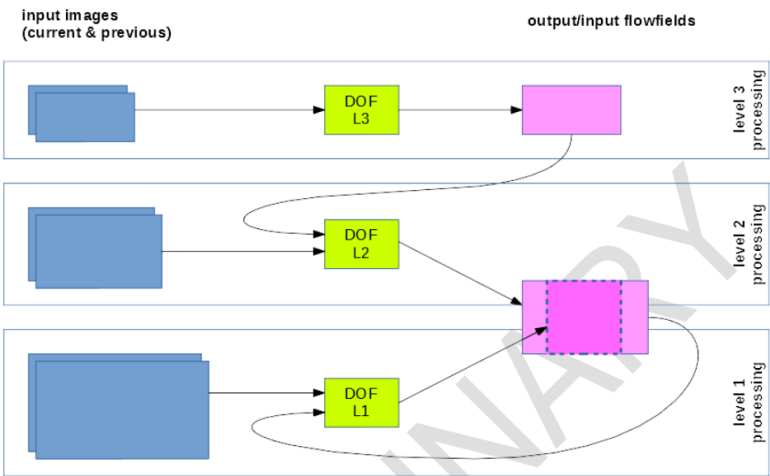 input images
(current & previous)
output/input flowfields
DOF
L3
level 3
processing
DOF
L2
level 2
processing
DOF
L1
level 1
processing
INARY